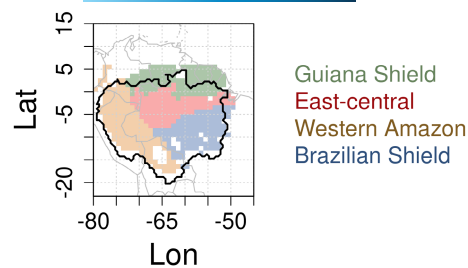 15
5
-5
-20
Lat
-80
-65
-50
Lon
Guiana Shield
East-central
Western Amazon
Brazilian Shield